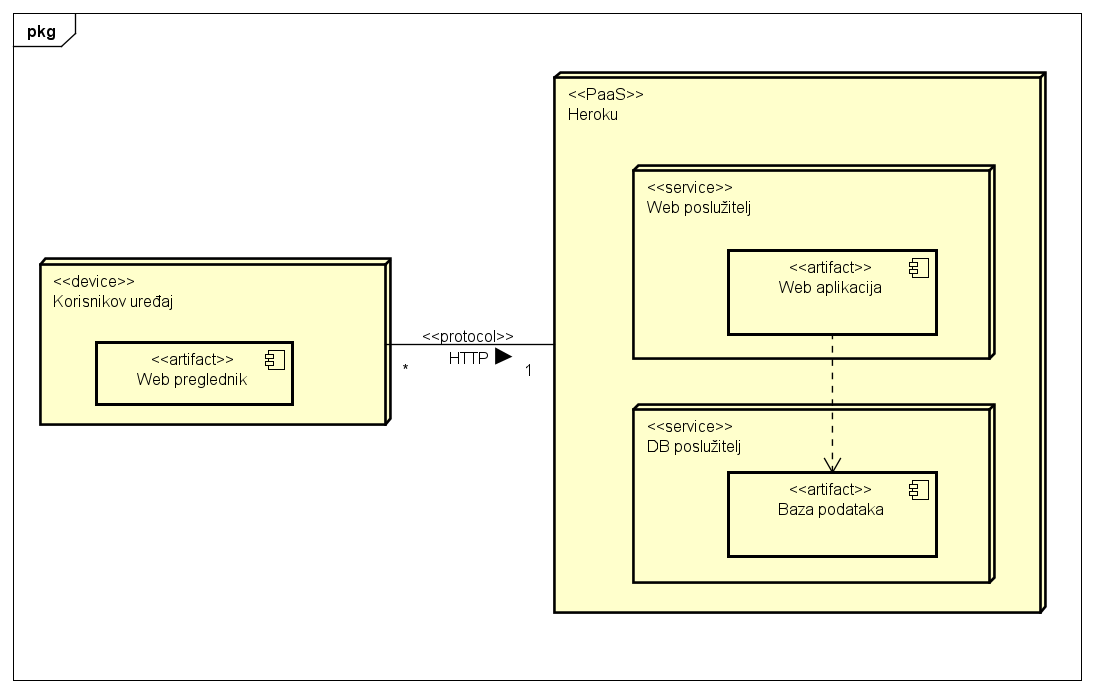 pkg
<<device>>
Korisnikov uređaj
<<artifact>>
Web preglednik
<<protocol>>
HTTP
*
1
<<PaaS>>
Heroku
<<service>>
Web poslužitelj
<<artifact>>
Web aplikacija
<<service>>
DB poslužitelj
<<artifact>>
Baza podataka